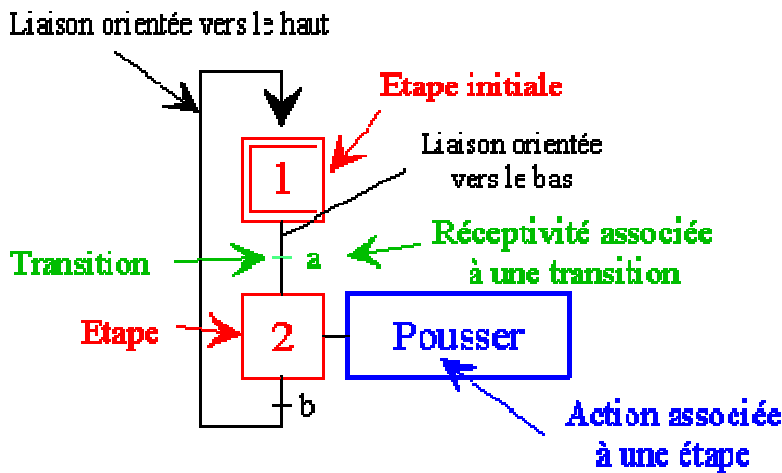 Liaison orientée vers le haut
Etape initiale
1
Liaison orientée
vers le bas
Transition
a
Réceptivité associée
à une transition
Etape
2
Pousser
b
Action associée
à une étape